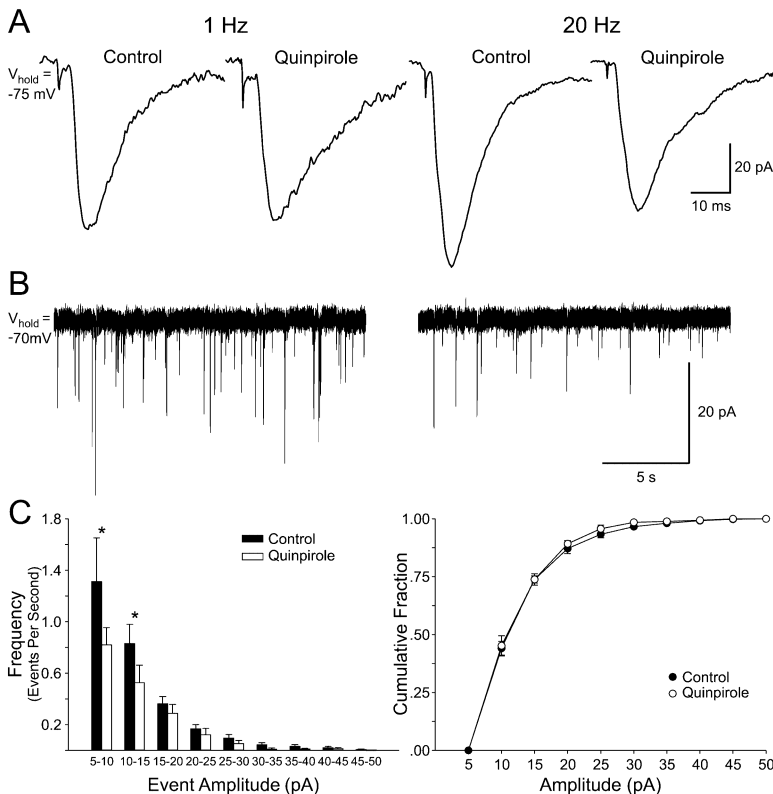 A
1 Hz
20 Hz
Control
Quinpirole
Control
Quinpirole
Vhold =
-75 mV
20 pA
10 ms
B
Vhold =
-70mV
20 pA
5 s
C
Frequency
(Events Per Second)
1.8
1.4
1.0
0.6
0.2
*
*
Control
Quinpirole
5-10 10-15 15-20 20-25 25-30 30-35 35-40 40-45 45-50
Event Amplitude (pA)
Cumulative Fraction
1.00
.75
.50
.25
.00
Control
Quinpirole
5 10 15 20 25 30 35 40 45 50
Amplitude (pA)